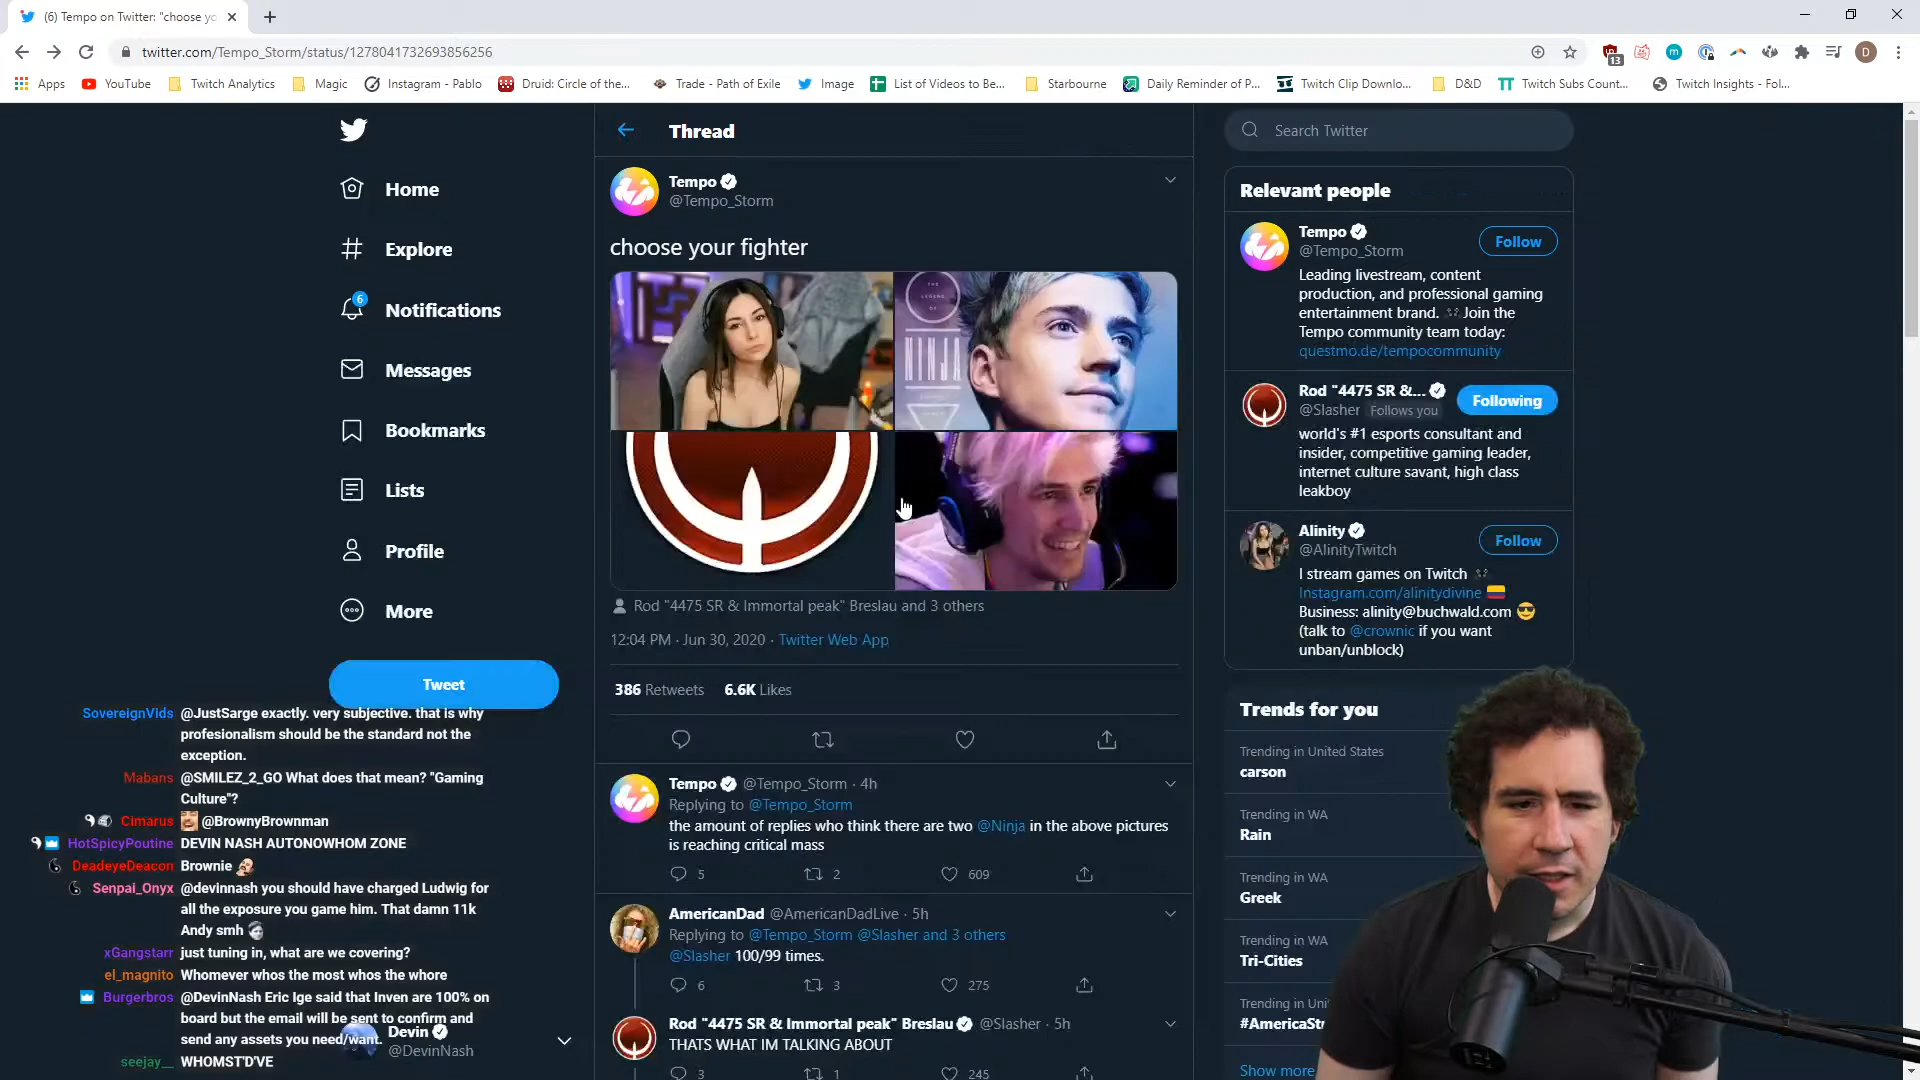 (6) Tempo on Twitter: "choose yo
twitter.com/Tempo_Storm/status/1278041732693856256
13
D
Apps
YouTube
Twitch Analytics
Magic
Instagram - Pablo
Druid: Circle of the...
Trade - Path of Exile
Image
List of Videos to Be...
Starbourne
Daily Reminder of P...
Twitch Clip Downlo...
D&D
Twitch Subs Count...
Twitch Insights - Fol...
Home
Explore
6
Notifications
Messages
Bookmarks
Lists
Profile
More
Tweet
SovereignVids @JustSarge exactly. very subjective. that is why
profesionalism should be the standard not the
exception.
Mabans @SMILEZ_2_GO What does that mean? "Gaming
Culture"?
Cimarus @BrownyBrownman
HotSpicyPoutine DEVIN NASH AUTONOWHOM ZONE
DeadeyeDeacon Brownie
Senpai_Onyx @devinnash you should have charged Ludwig for
all the exposure you game him. That damn 11k
Andy smh
xGangstarr just tuning in, what are we covering?
el_magnito Whomever whos the most whos the whore
Burgerbros @DevinNash Eric Ige said that Inven are 100% on
board but the email will be sent to confirm and
send any assets you need/want.
seejay__ WHOMST'D'VE
Devin
@DevinNash
Thread
Tempo
@Tempo_Storm
choose your fighter
THE
LEGEND
OF
NINJA
Rod "4475 SR & Immortal peak" Breslau and 3 others
12:04 PM · Jun 30, 2020 · Twitter Web App
386 Retweets 6.6K Likes
Tempo @Tempo_Storm · 4h
Replying to @Tempo_Storm
the amount of replies who think there are two @Ninja in the above pictures
is reaching critical mass
5 2 609
AmericanDad @AmericanDadLive · 5h
Replying to @Tempo_Storm @Slasher and 3 others
@Slasher 100/99 times.
6 3 275
Rod "4475 SR & Immortal peak" Breslau @Slasher · 5h
THATS WHAT IM TALKING ABOUT
3 1 245
Search Twitter
Relevant people
Tempo
@Tempo_Storm
Follow
Leading livestream, content
production, and professional gaming
entertainment brand. Join the
Tempo community team today:
questmo.de/tempocommunity
Rod "4475 SR &...
@Slasher Follows you
Following
world's #1 esports consultant and
insider, competitive gaming leader,
internet culture savant, high class
leakboy
Alinity
@AlinityTwitch
Follow
I stream games on Twitch
Instagram.com/alinitydivine
Business: alinity@buchwald.com
(talk to @crownic if you want
unban/unblock)
Trends for you
Trending in United States
carson
Trending in WA
Rain
Trending in WA
Greek
Trending in WA
Tri-Cities
Trending in Uni
#AmericaSt
Show more